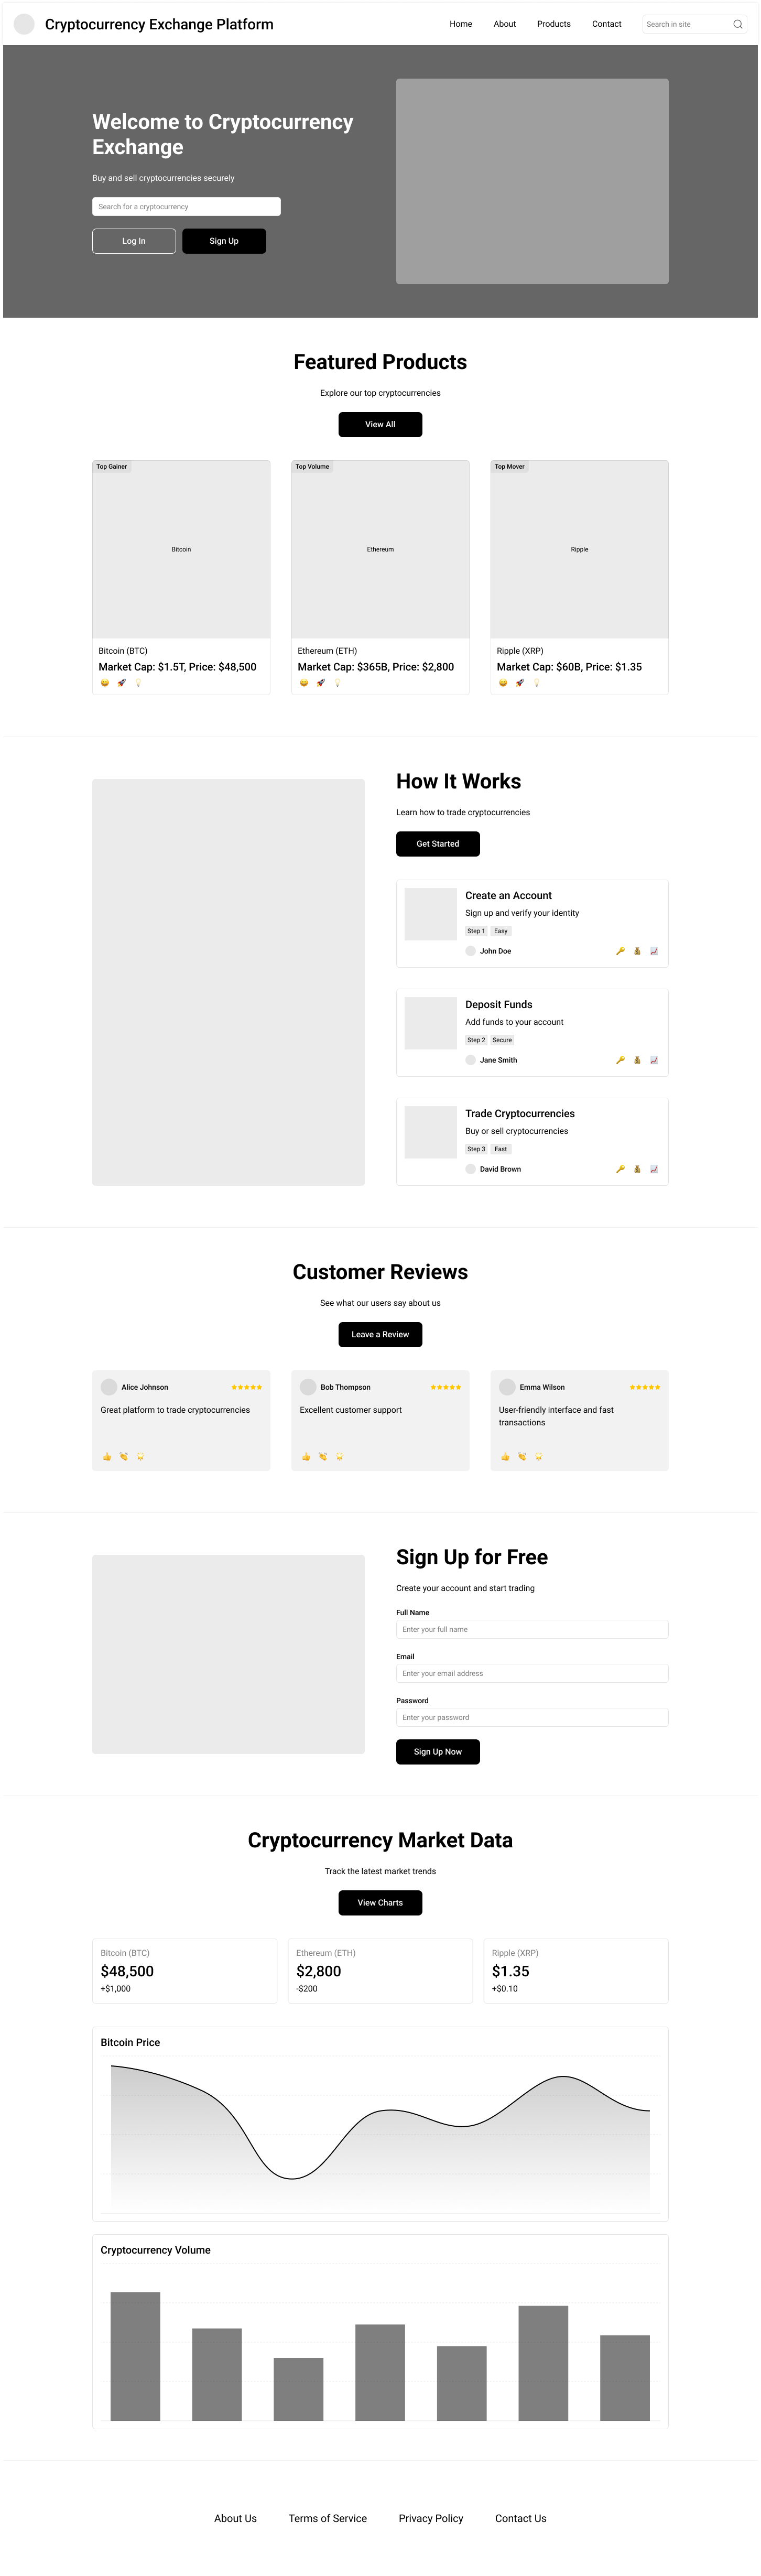 Cryptocurrency Exchange Platform
Home
About
Products
Contact
Search in site
Welcome to Cryptocurrency
Exchange
Buy and sell cryptocurrencies securely
Search for a cryptocurrency
Log In
Sign Up
Featured Products
Explore our top cryptocurrencies
View All
Top Gainer
Bitcoin
Bitcoin (BTC)
Market Cap: $1.5T, Price: $48,500
Top Volume
Ethereum
Ethereum (ETH)
Market Cap: $365B, Price: $2,800
Top Mover
Ripple
Ripple (XRP)
Market Cap: $60B, Price: $1.35
How It Works
Learn how to trade cryptocurrencies
Get Started
Create an Account
Sign up and verify your identity
Step 1
Easy
John Doe
Deposit Funds
Add funds to your account
Step 2
Secure
Jane Smith
Trade Cryptocurrencies
Buy or sell cryptocurrencies
Step 3
Fast
David Brown
Customer Reviews
See what our users say about us
Leave a Review
Alice Johnson
Great platform to trade cryptocurrencies
Bob Thompson
Excellent customer support
Emma Wilson
User-friendly interface and fast
transactions
Sign Up for Free
Create your account and start trading
Full Name
Enter your full name
Email
Enter your email address
Password
Enter your password
Sign Up Now
Cryptocurrency Market Data
Track the latest market trends
View Charts
Bitcoin (BTC)
$48,500
+$1,000
Ethereum (ETH)
$2,800
-$200
Ripple (XRP)
$1.35
+$0.10
Bitcoin Price
Cryptocurrency Volume
About Us
Terms of Service
Privacy Policy
Contact Us